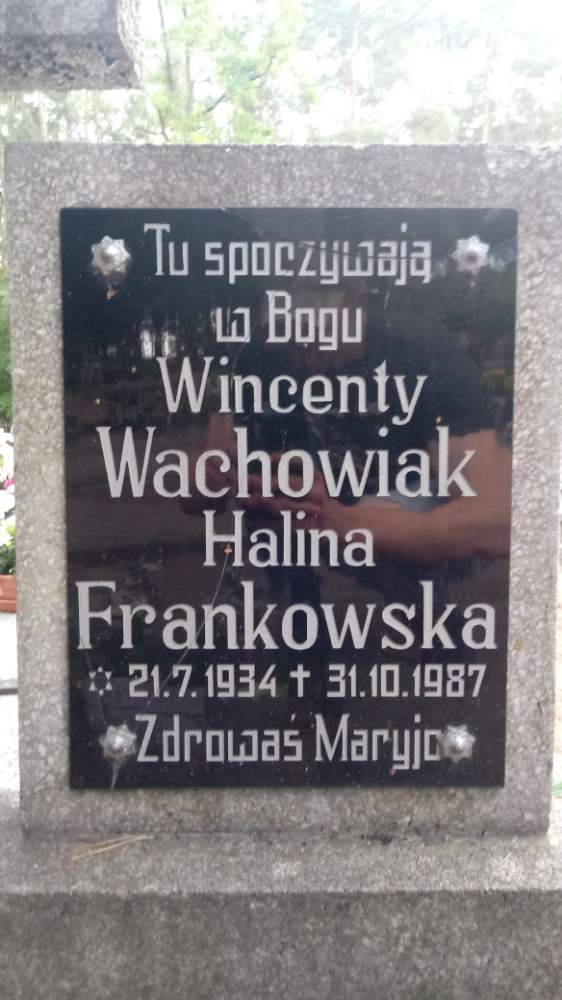 Tu spoczywają
w Bogu
Wincenty
Wachowiak
Halina
Frankowska
✡ 21.7.1934 ✝ 31.10.1987
Zdrowaś Maryjo